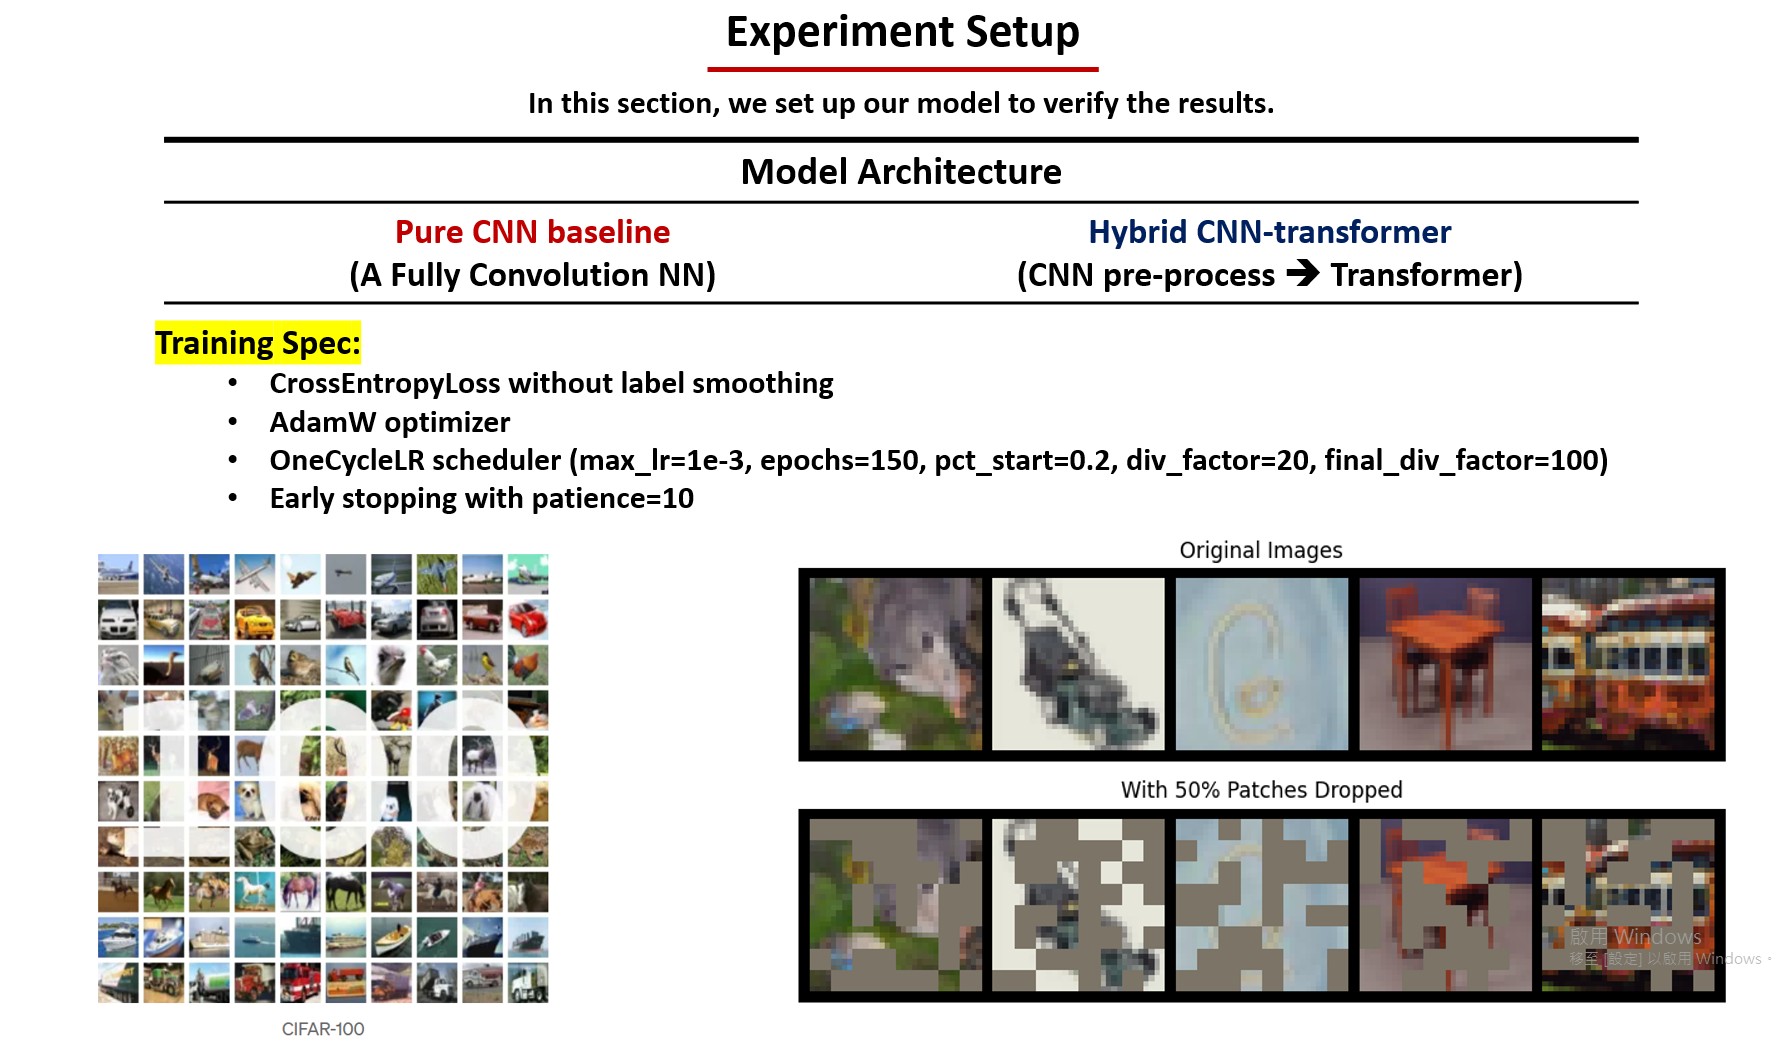 Experiment Setup
In this section, we set up our model to verify the results.
Model Architecture
Pure CNN baseline
(A Fully Convolution NN)
Hybrid CNN-transformer
(CNN pre-process ➔ Transformer)
Training Spec:
• CrossEntropyLoss without label smoothing
• AdamW optimizer
• OneCycleLR scheduler (max_lr=1e-3, epochs=150, pct_start=0.2, div_factor=20, final_div_factor=100)
• Early stopping with patience=10
100
CIFAR-100
Original Images
With 50% Patches Dropped
啟用 Windows
移至 [設定] 以啟用 Windows。